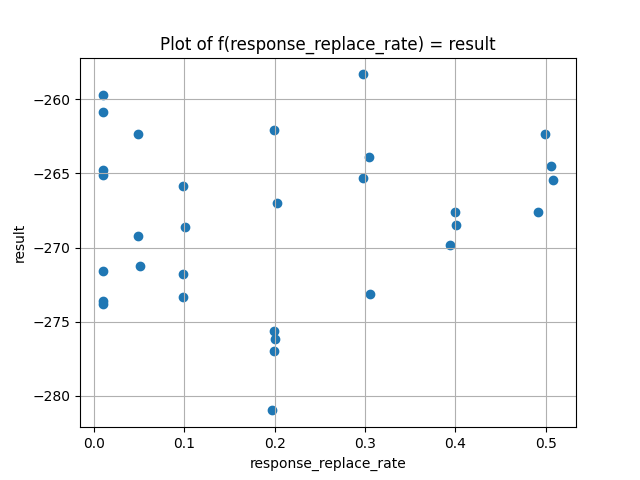 Plot of f(response_replace_rate) = result
result
−260
−265
−270
−275
−280
0.0 0.1 0.2 0.3 0.4 0.5
response_replace_rate